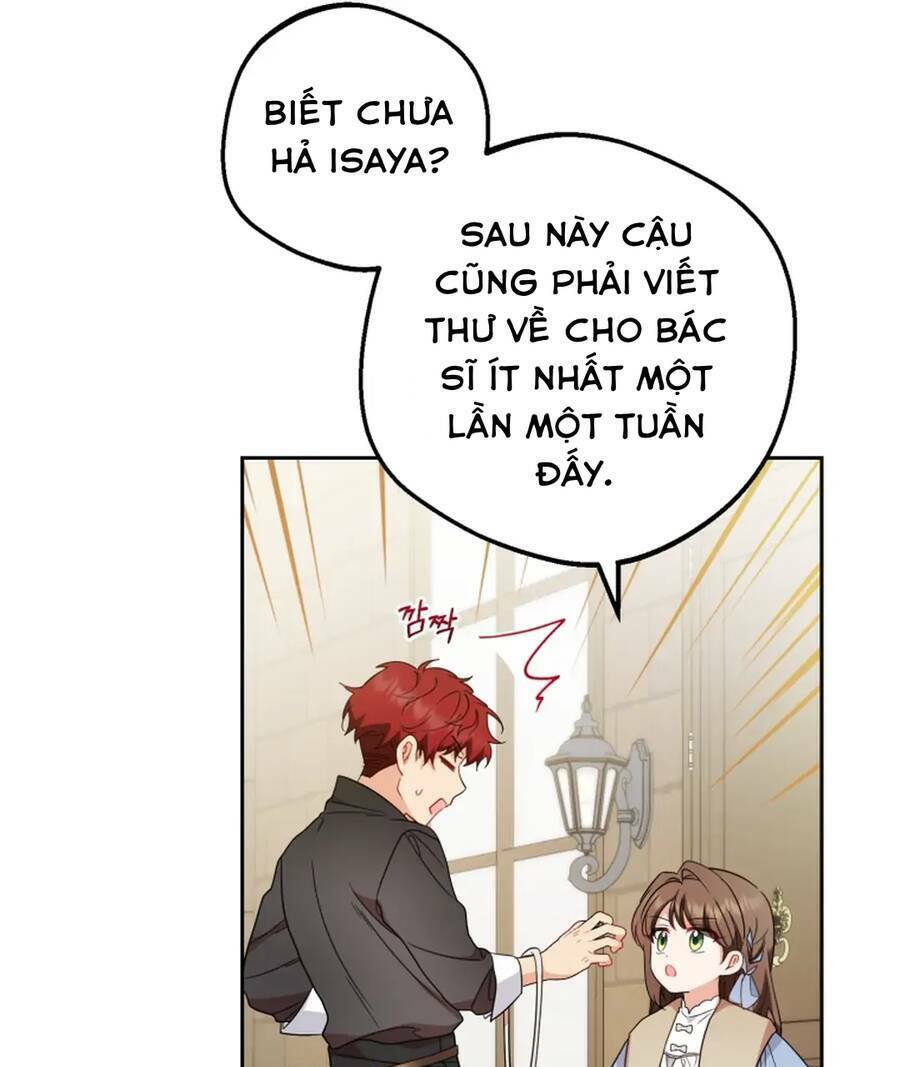 BIẾT CHƯA
HẢ ISAYA?
SAU NÀY CẬU
CŨNG PHẢI VIẾT
THƯ VỀ CHO BÁC
SĨ ÍT NHẤT MỘT
LẦN MỘT TUẦN
ĐẤY.
깜짝